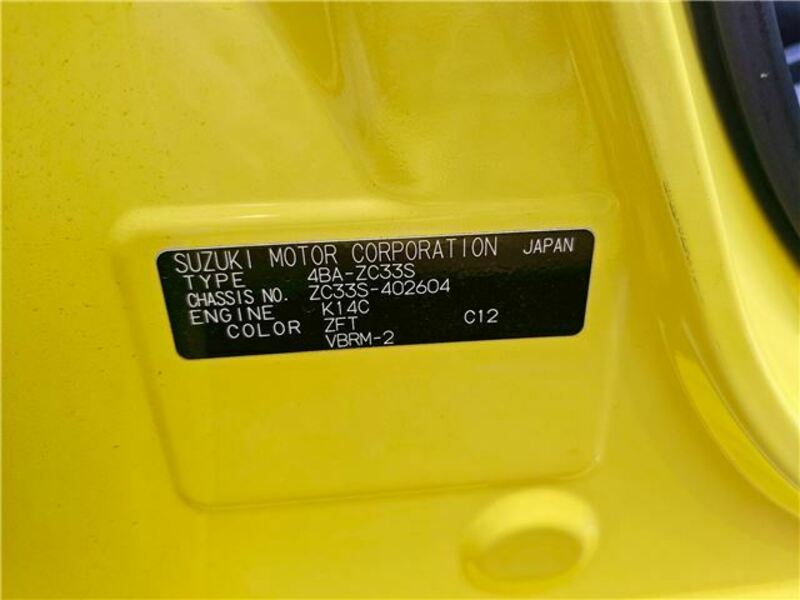 SUZUKI MOTOR CORPORATION JAPAN
TYPE 4BA-ZC33S
CHASSIS NO. ZC33S-402604
ENGINE K14C
COLOR ZFT C12
VBRM-2